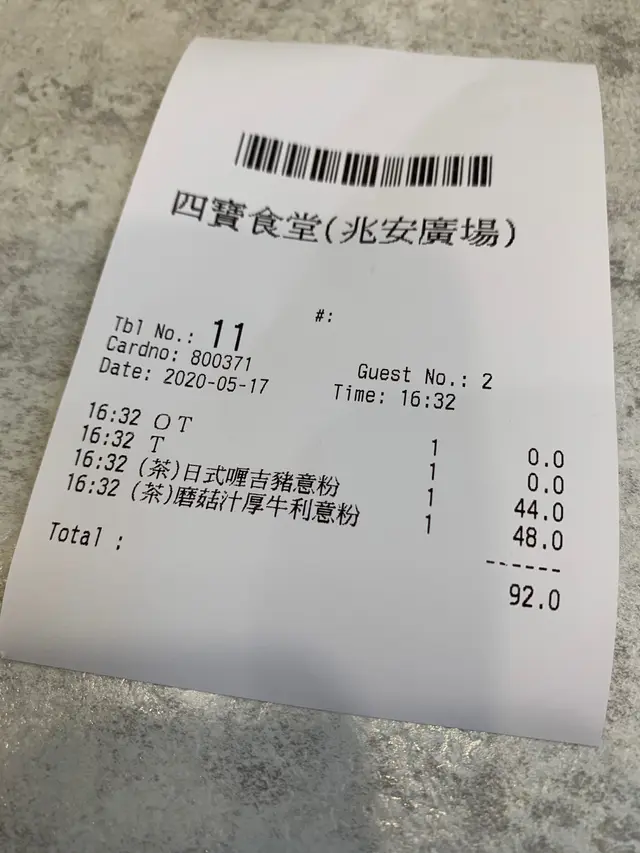 四寶食堂(兆安廣場)
#:
Tbl No.: 11
Guest No.: 2
Cardno: 800371
Date: 2020-05-17 Time: 16:32
16:32 OT 1 0.0
16:32 T 1 0.0
16:32 (茶)日式喱吉豬意粉 1 44.0
16:32 (茶)磨菇汁厚牛利意粉 1 48.0
------
Total : 92.0